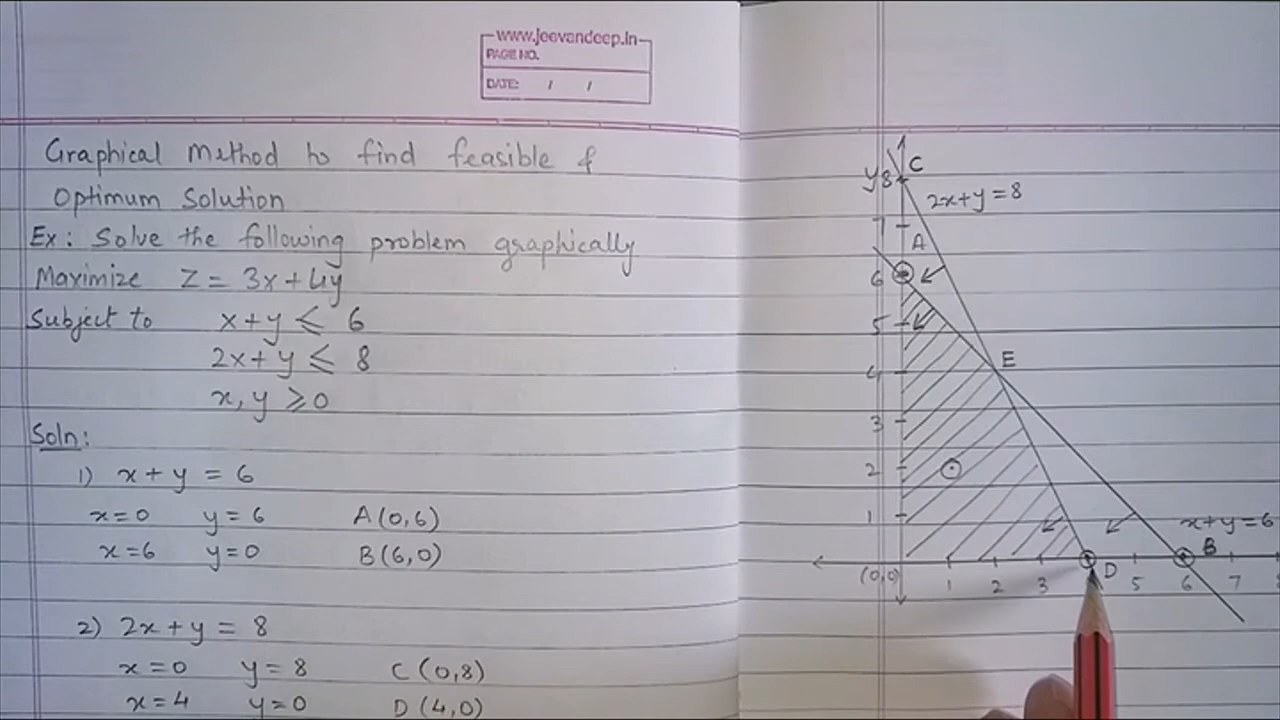 www.jeevandeep.in
PAGE NO.
DATE: / /
Graphical Method to find feasible &
Optimum Solution
Ex: Solve the following problem graphically
Maximize Z = 3x+4y
Subject to x+y ≤ 6
2x+y ≤ 8
x, y ≥ 0
Soln:
1) x+y = 6
x=0 y=6 A(0,6)
x=6 y=0 B(6,0)
2) 2x+y = 8
x=0 y=8 C(0,8)
x=4 y=0 D(4,0)
y 8 C
2x+y=8
7
A
6
5
E
4
3
2
1
x+y=6
B
(0,0) 1 2 3 D 5 6 7